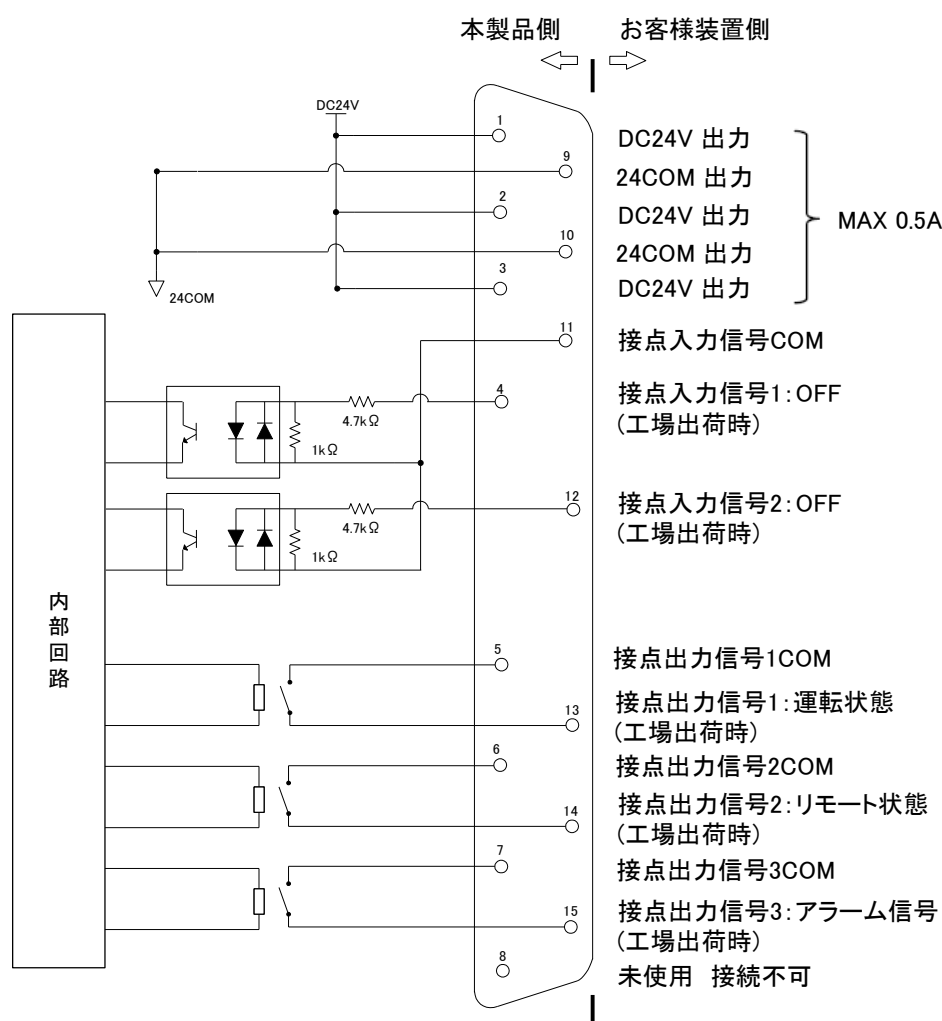 本製品側 お客様装置側
DC24V
1
DC24V 出力
9
24COM 出力
2
DC24V 出力
MAX 0.5A
10
24COM 出力
3
DC24V 出力
24COM
11
接点入力信号COM
4
4.7kΩ
1kΩ
接点入力信号1:OFF
(工場出荷時)
12
4.7kΩ
1kΩ
接点入力信号2:OFF
(工場出荷時)
内部回路
5
接点出力信号1COM
13
接点出力信号1:運転状態
(工場出荷時)
6
接点出力信号2COM
14
接点出力信号2:リモート状態
(工場出荷時)
7
接点出力信号3COM
15
接点出力信号3:アラーム信号
(工場出荷時)
8
未使用 接続不可